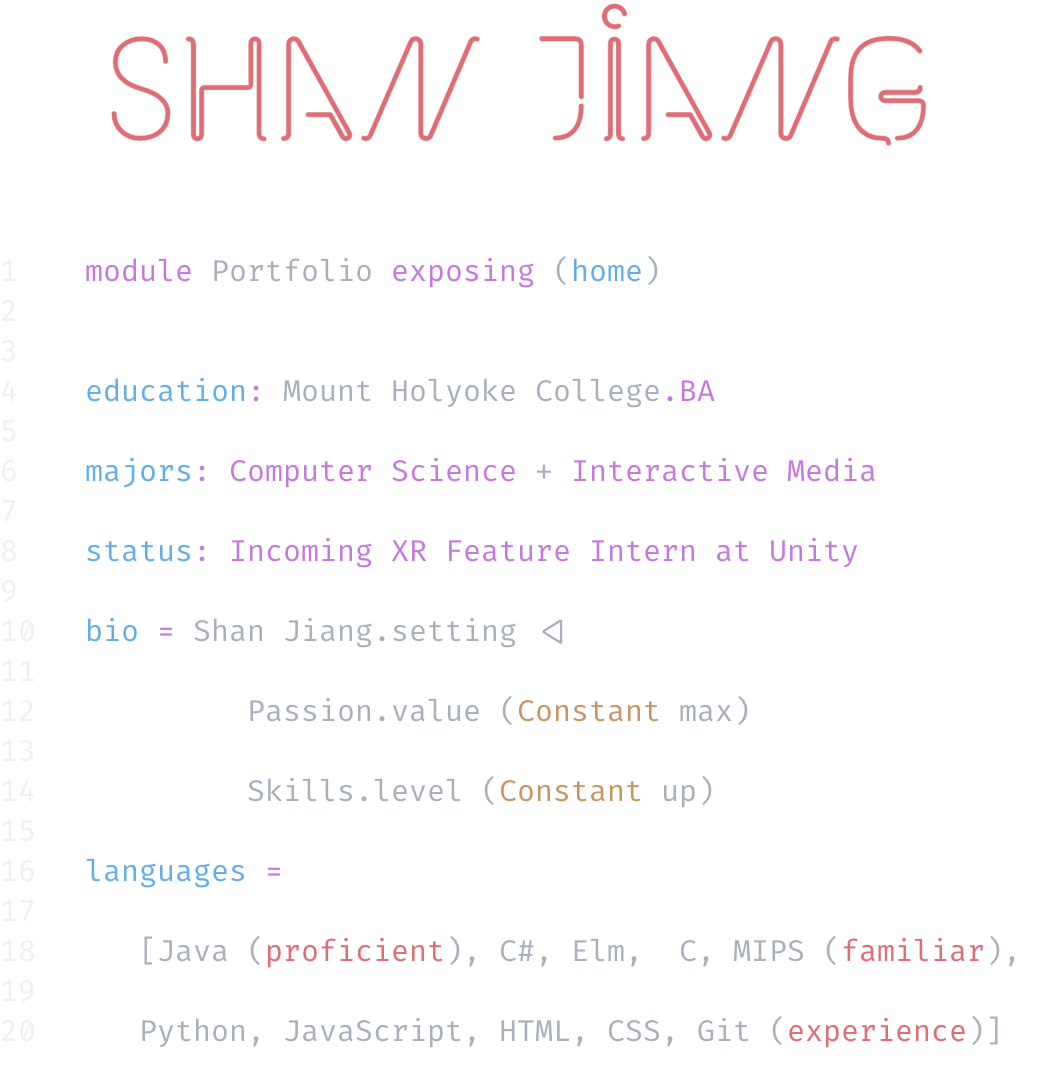 SHAN JiANG
1 module Portfolio exposing (home)
2
3
4 education: Mount Holyoke College.BA
5
6 majors: Computer Science + Interactive Media
7
8 status: Incoming XR Feature Intern at Unity
9
10 bio = Shan Jiang.setting <|
11
12 Passion.value (Constant max)
13
14 Skills.level (Constant up)
15
16 languages =
17
18 [Java (proficient), C#, Elm,  C, MIPS (familiar),
19
20 Python, JavaScript, HTML, CSS, Git (experience)]